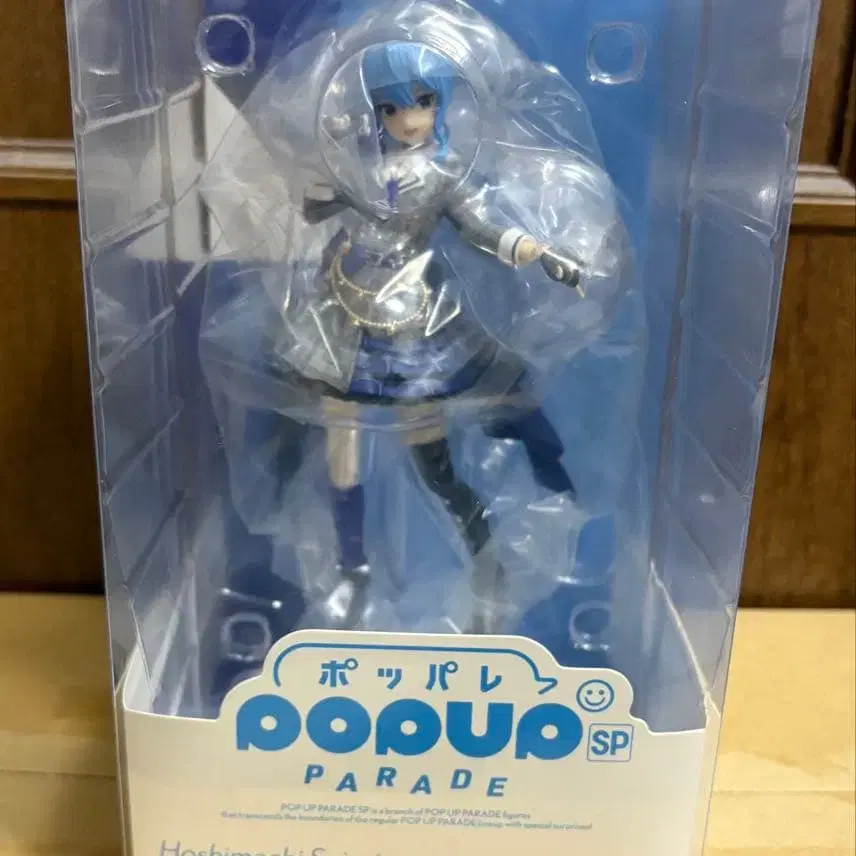 ポッパレ
POPUP SP
PARADE
POP UP PARADE SP is a branch of POP UP PARADE figures
that transcends the boundaries of the regular POP UP PARADE lineup with special surprises!
Hoshimachi